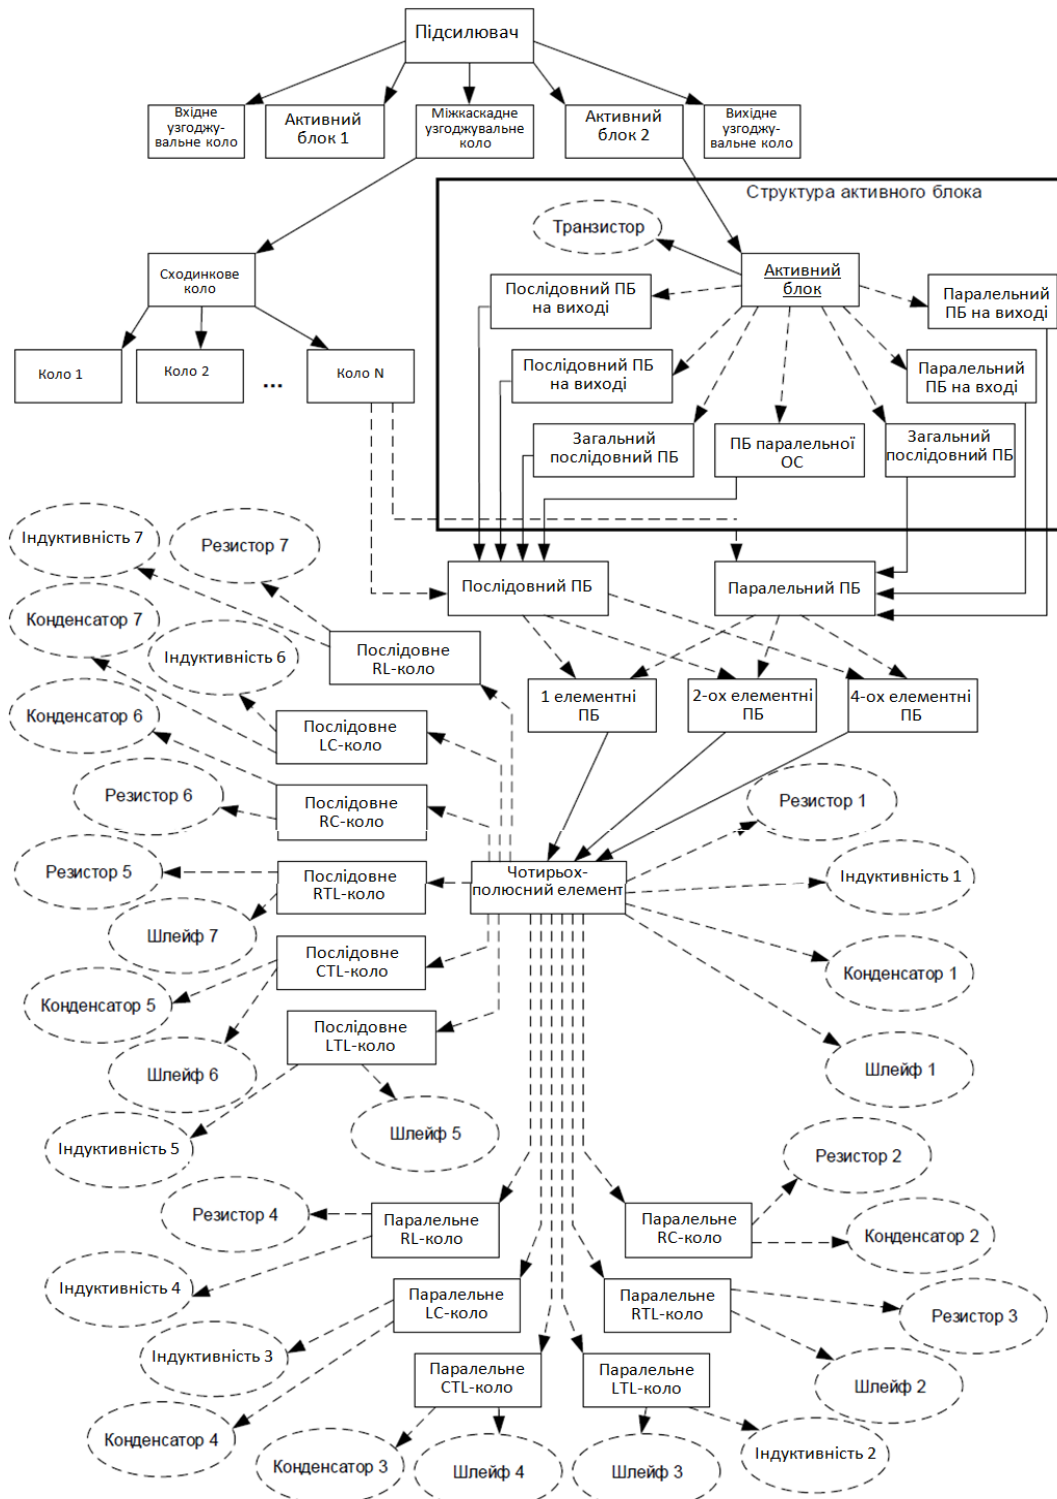 Підсилювач
Вхідне
узгоджу-
вальне коло
Активний
блок 1
Міжкаскадне
узгоджувальне
коло
Активний
блок 2
Вихідне
узгоджу-
вальне коло
Структура активного блока
Транзистор
Активний
блок
Сходинкове
коло
Послідовний ПБ
на виході
Паралельний
ПБ на виході
Коло 1
Коло 2
...
Коло N
Послідовний ПБ
на виході
Паралельний
ПБ на вході
Загальний
послідовний ПБ
ПБ паралельної
ОС
Загальний
послідовний ПБ
Індуктивність 7
Резистор 7
Послідовний ПБ
Паралельний ПБ
Конденсатор 7
Індуктивність 6
Послідовне
RL-коло
1 елементні
ПБ
2-ох елементні
ПБ
4-ох елементні
ПБ
Конденсатор 6
Послідовне
LC-коло
Резистор 6
Послідовне
RC-коло
Резистор 1
Резистор 5
Послідовне
RTL-коло
Чотирьох-
полюсний елемент
Індуктивність 1
Шлейф 7
Послідовне
CTL-коло
Конденсатор 1
Конденсатор 5
Послідовне
LTL-коло
Шлейф 6
Шлейф 1
Шлейф 5
Індуктивність 5
Резистор 2
Резистор 4
Паралельне
RL-коло
Паралельне
RC-коло
Конденсатор 2
Індуктивність 4
Паралельне
LC-коло
Паралельне
RTL-коло
Резистор 3
Індуктивність 3
Паралельне
CTL-коло
Паралельне
LTL-коло
Шлейф 2
Конденсатор 4
Конденсатор 3
Шлейф 4
Шлейф 3
Індуктивність 2